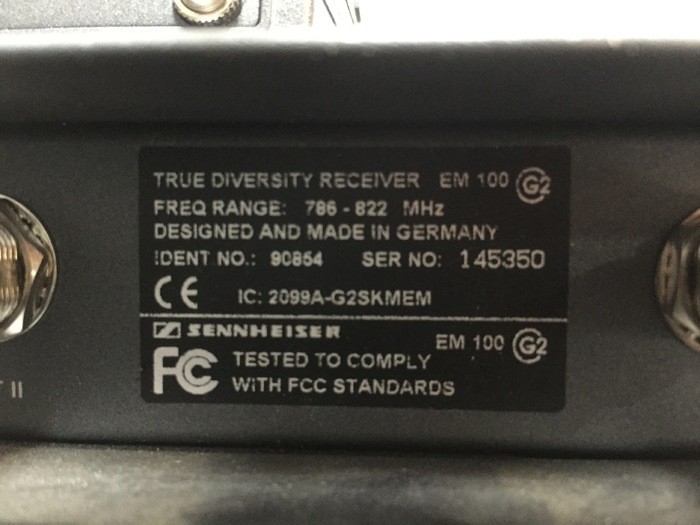 TRUE DIVERSITY RECEIVER EM 100 G2
FREQ RANGE: 786 - 822 MHz
DESIGNED AND MADE IN GERMANY
IDENT NO.: 90854 SER NO: 145350
CE IC: 2099A-G2SKMEM
SENNHEISER EM 100 G2
FC TESTED TO COMPLY
WITH FCC STANDARDS
II